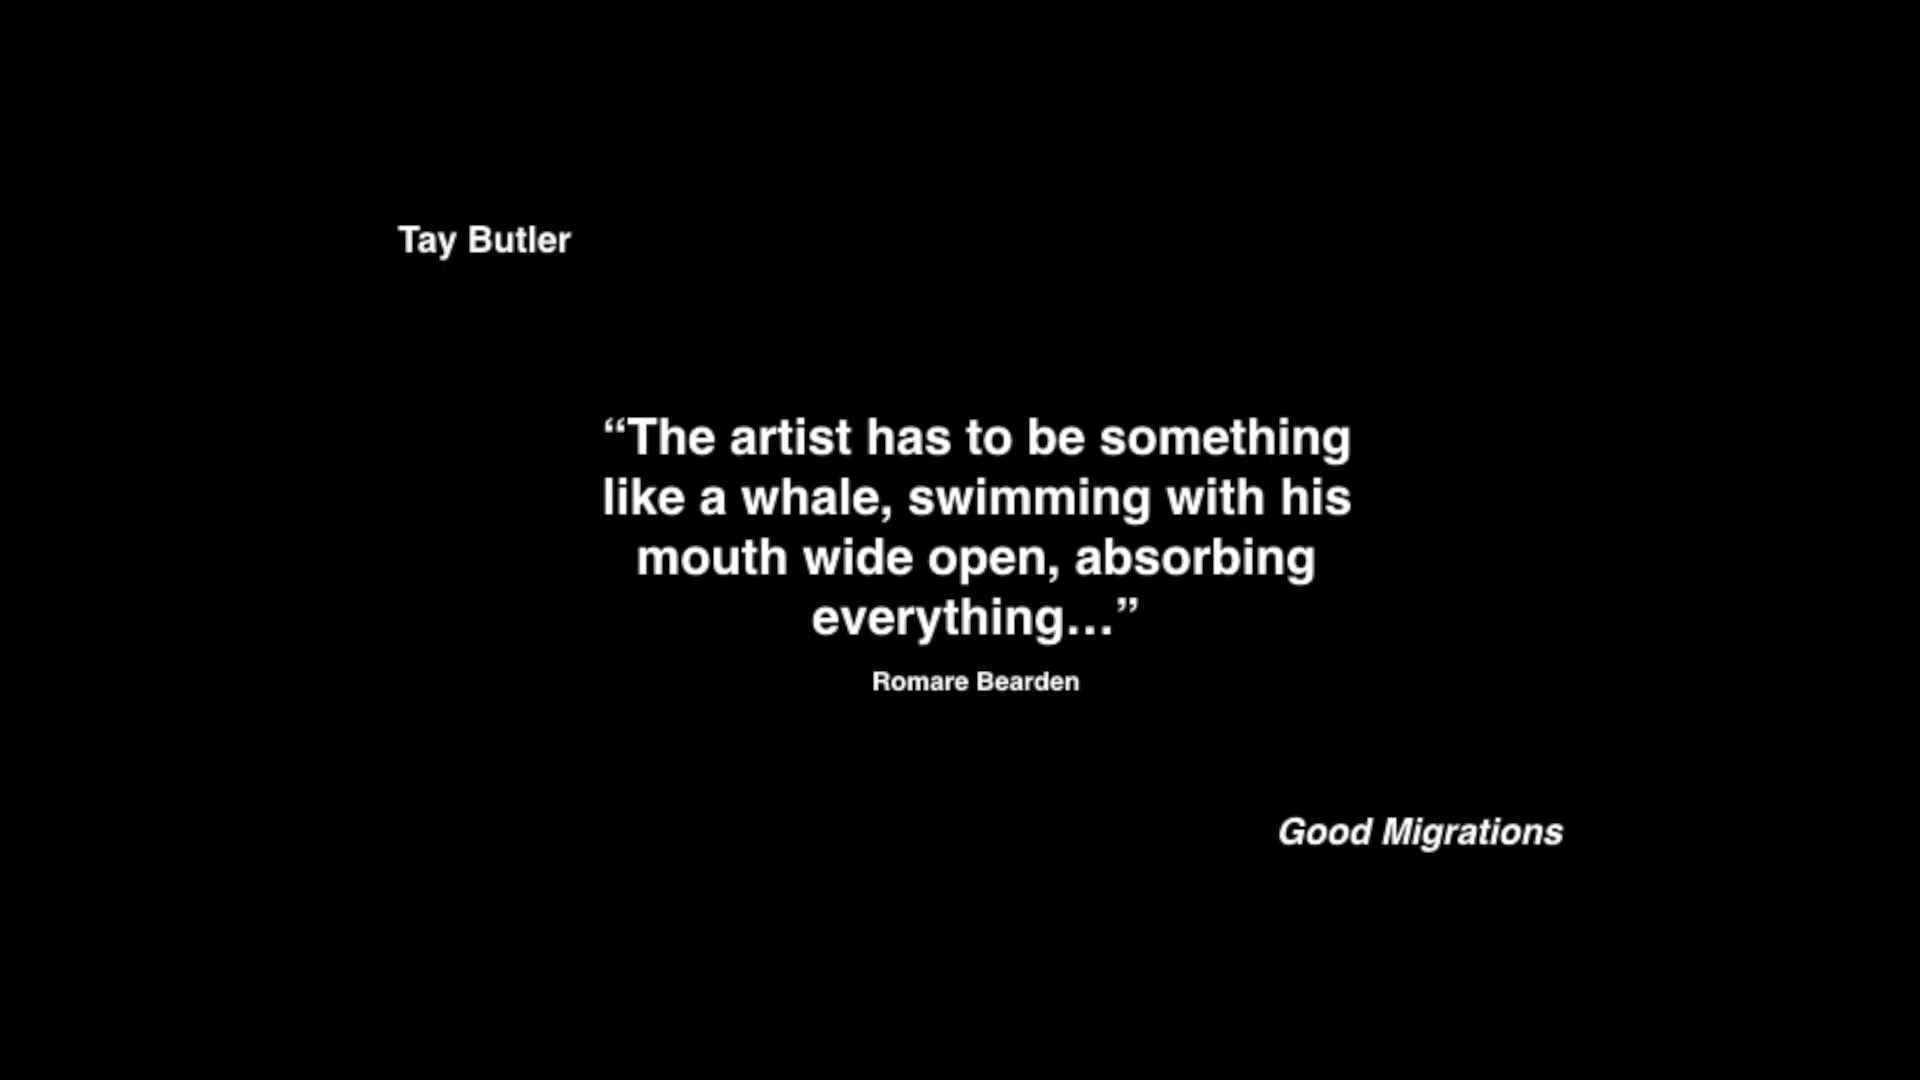 Tay Butler
“The artist has to be something
like a whale, swimming with his
mouth wide open, absorbing
everything…”
Romare Bearden
Good Migrations